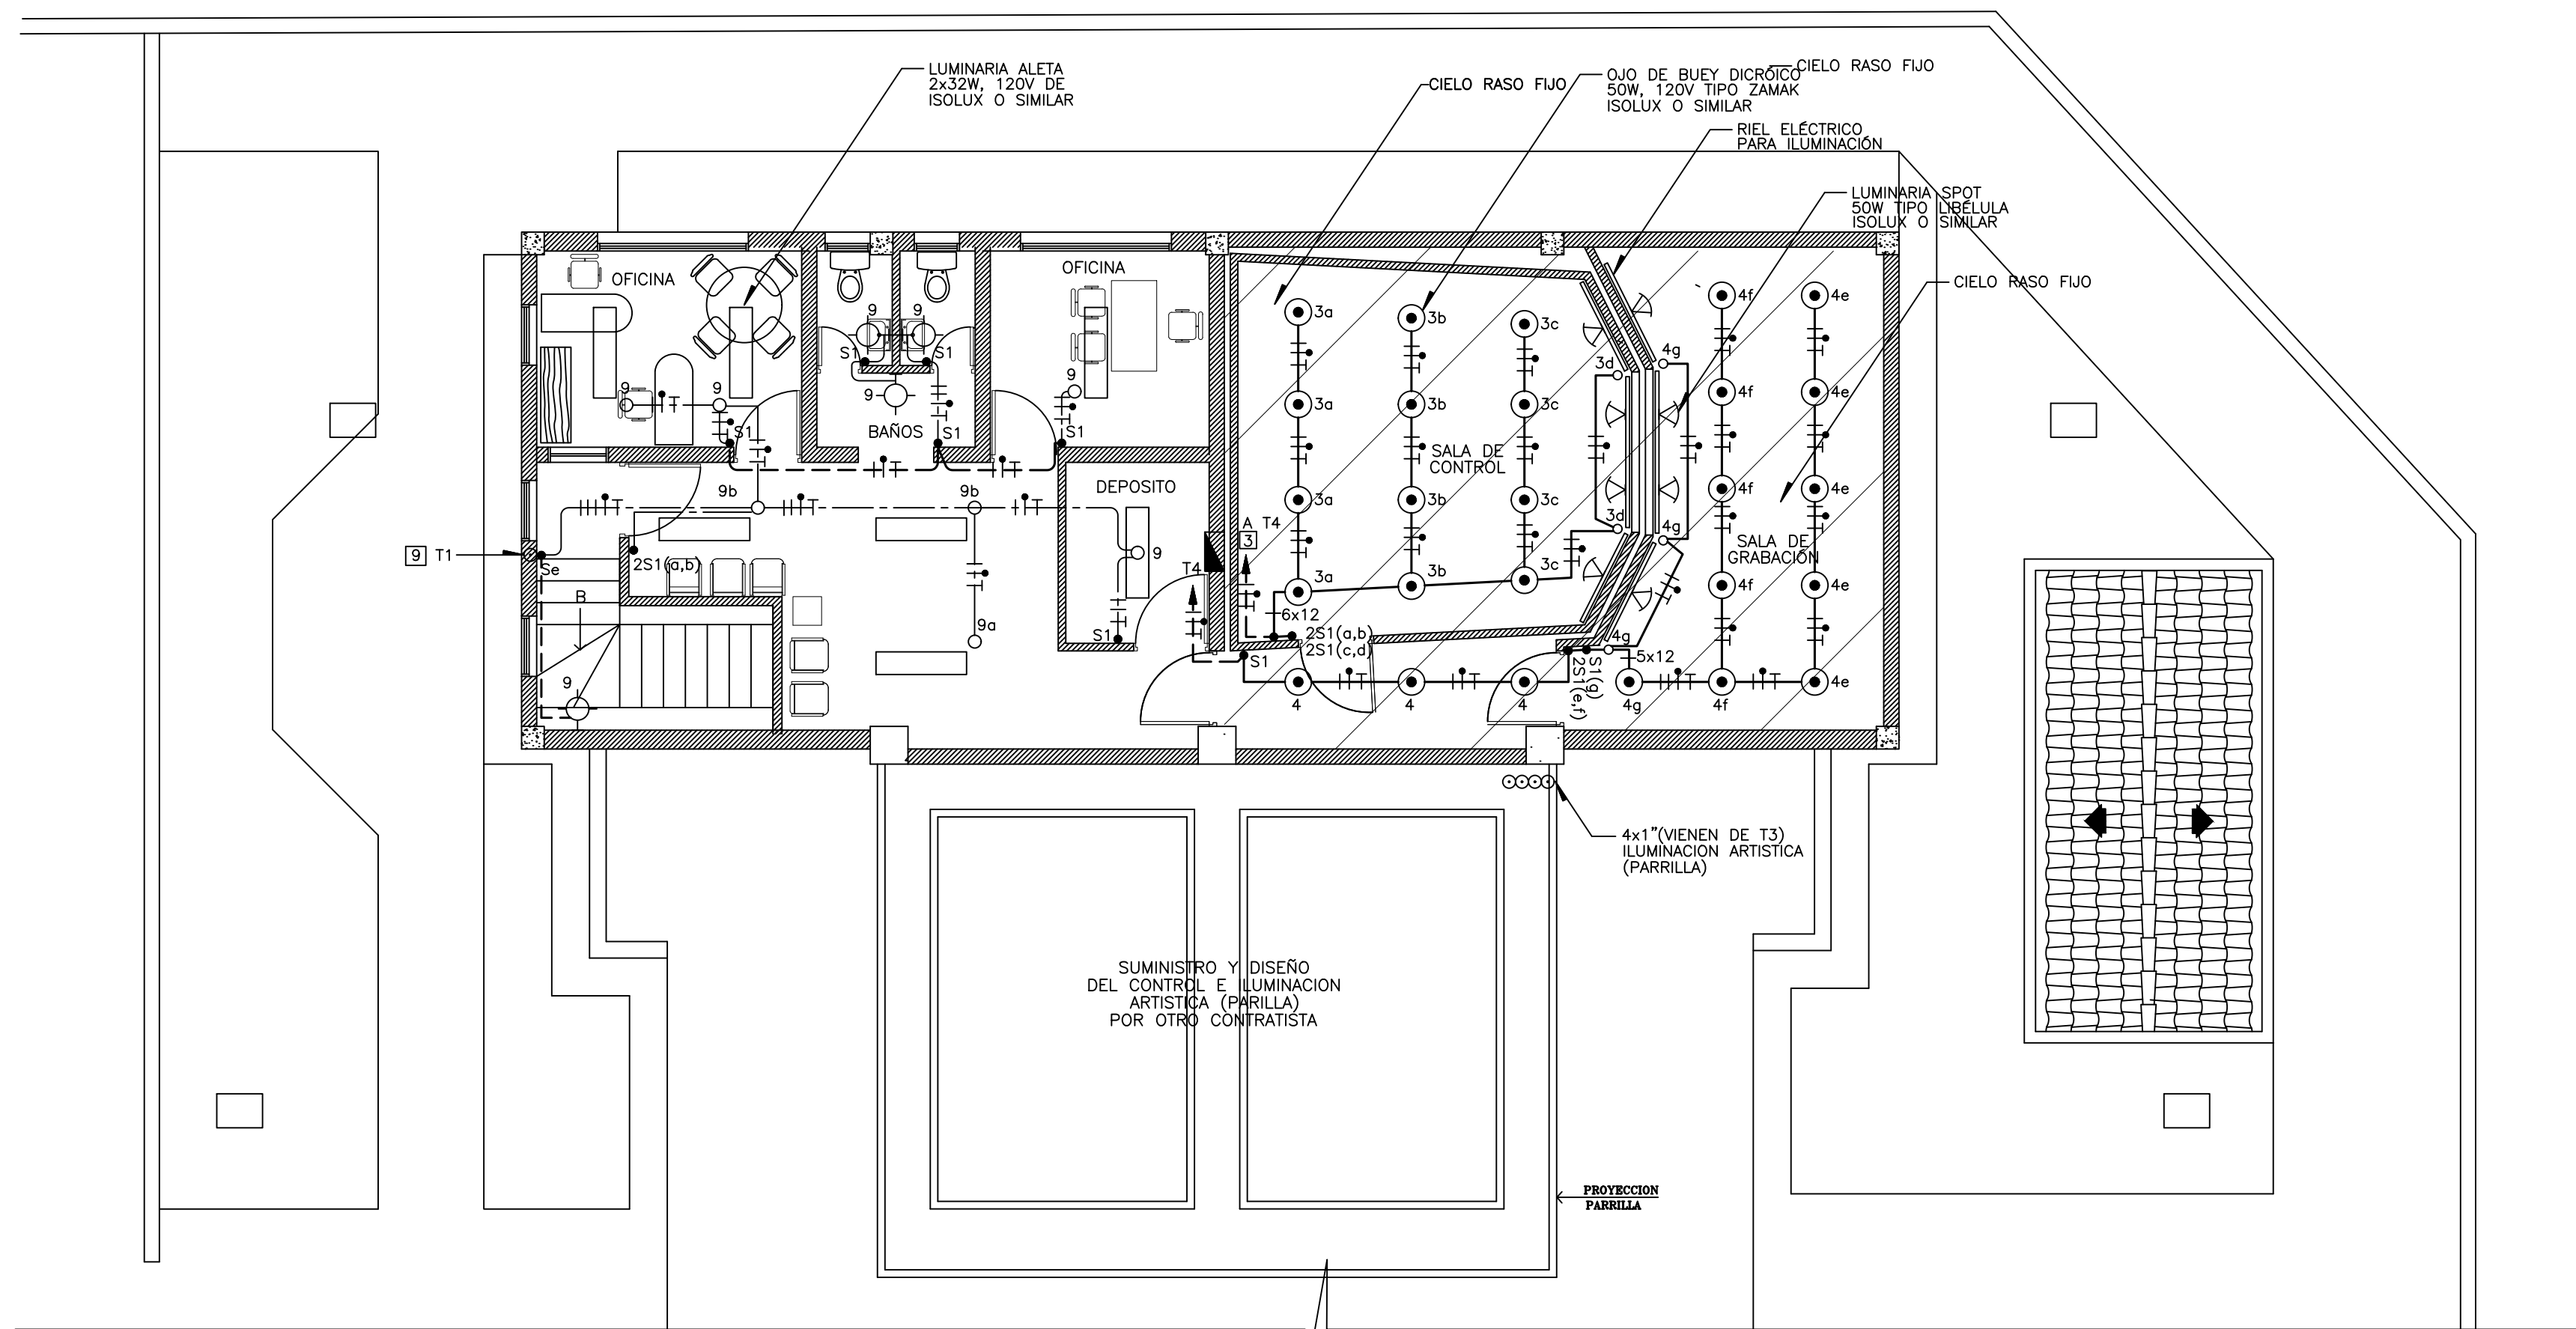 LUMINARIA ALETA
2x32W, 120V DE
ISOLUX O SIMILAR
CIELO RASO FIJO
OJO DE BUEY DICRÓICO
50W, 120V TIPO ZAMAK
ISOLUX O SIMILAR
CIELO RASO FIJO
RIEL ELÉCTRICO
PARA ILUMINACIÓN
LUMINARIA SPOT
50W TIPO LIBÉLULA
ISOLUX O SIMILAR
CIELO RASO FIJO
OFICINA
OFICINA
9
9
S1
S1
9
9
9
9
S1
BAÑOS
S1
S1
3a
3b
3c
4f
4e
3d
4g
3a
3b
3c
4f
4e
SALA DE
CONTROL
DEPOSITO
9b
9b
3a
3b
3c
4f
4e
3d
4g
SALA DE
GRABACIÓN
9 T1
Se
2S1(a,b)
9
A T4
3
T4
B
3a
3b
3c
4f
4e
6x12
9a
S1
2S1(a,b)
2S1(c,d)
S1
4g
5x12
2S1(e,f)
S1(g)
9
4
4
4
4g
4f
4e
4x1"(VIENEN DE T3)
ILUMINACION ARTISTICA
(PARRILLA)
SUMINISTRO Y DISEÑO
DEL CONTROL E ILUMINACION
ARTISTICA (PARILLA)
POR OTRO CONTRATISTA
PROYECCION
PARRILLA